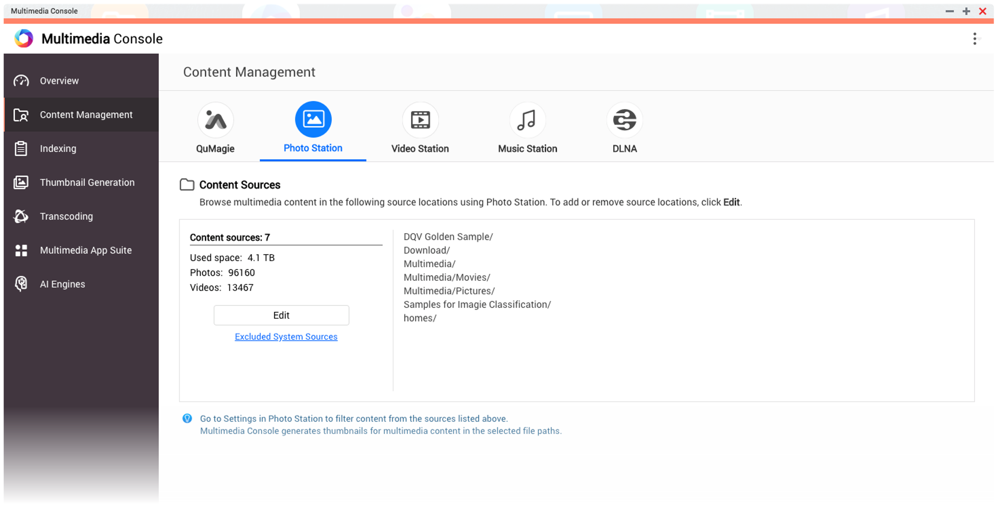 Multimedia Console
Multimedia Console
Overview
Content Management
Indexing
Thumbnail Generation
Transcoding
Multimedia App Suite
AI Engines
Content Management
QuMagie
Photo Station
Video Station
Music Station
DLNA
Content Sources
Browse multimedia content in the following source locations using Photo Station. To add or remove source locations, click Edit.
Content sources: 7
Used space: 4.1 TB
Photos: 96160
Videos: 13467
Edit
Excluded System Sources
DQV Golden Sample/
Download/
Multimedia/
Multimedia/Movies/
Multimedia/Pictures/
Samples for Imagie Classification/
homes/
Go to Settings in Photo Station to filter content from the sources listed above.
Multimedia Console generates thumbnails for multimedia content in the selected file paths.